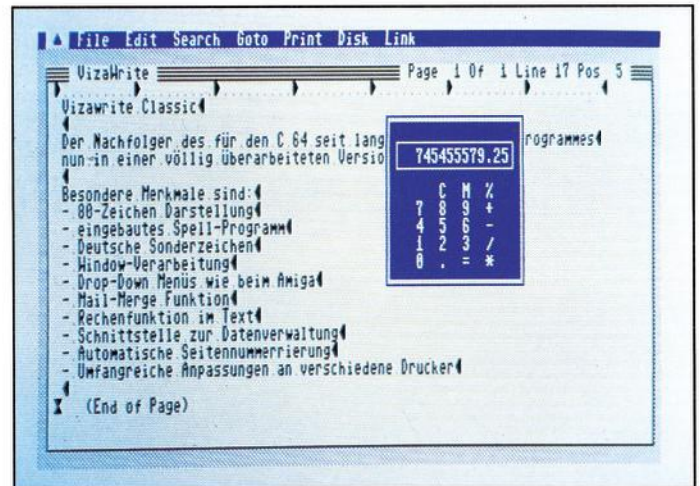 File Edit Search Goto Print Disk Link
VizaWrite Page 1 Of 1 Line 17 Pos 5
Vizawrite Classic
Der Nachfolger des für den C 64 seit lang rogrammes
nun in einer völlig überarbeiteten Versio
Besondere Merkmale sind:
- 80-Zeichen Darstellung
- eingebautes Spell-Programm
- Deutsche Sonderzeichen
- Window-Verarbeitung
- Drop-Down Menüs wie beim Amiga
- Mail-Merge Funktion
- Rechenfunktion im Text
- Schnittstelle zur Datenverwaltung
- Automatische Seitennummerrierung
- Umfangreiche Anpassungen an verschiedene Drucker
(End of Page)
745455579.25
C M %
7 8 9 +
4 5 6 -
1 2 3 /
0 . = *